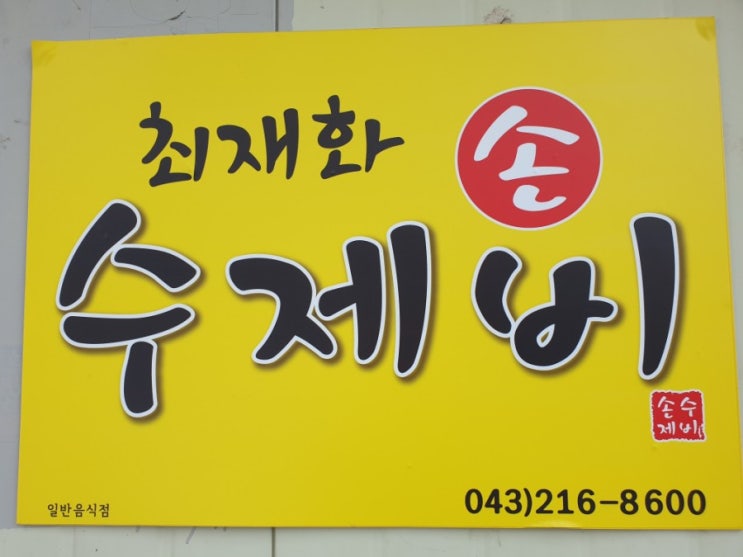 최재화 손
수제비
손수
제비
일반음식점
043)216-8600